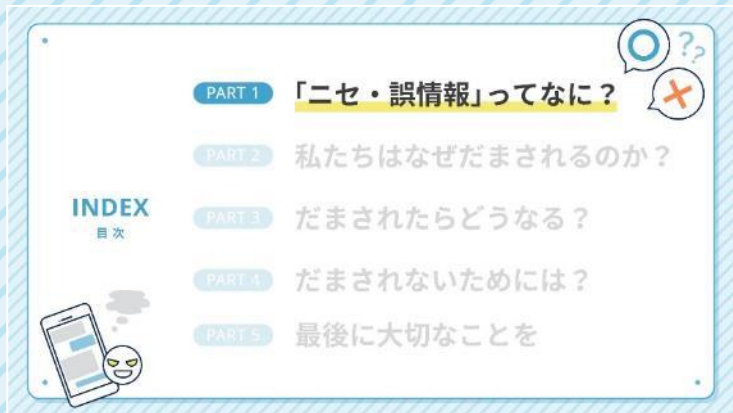 ??
PART 1 「ニセ・誤情報」ってなに？
PART 2 私たちはなぜだまされるのか？
INDEX
目次
PART 3 だまされたらどうなる？
PART 4 だまされないためには？
PART 5 最後に大切なことを